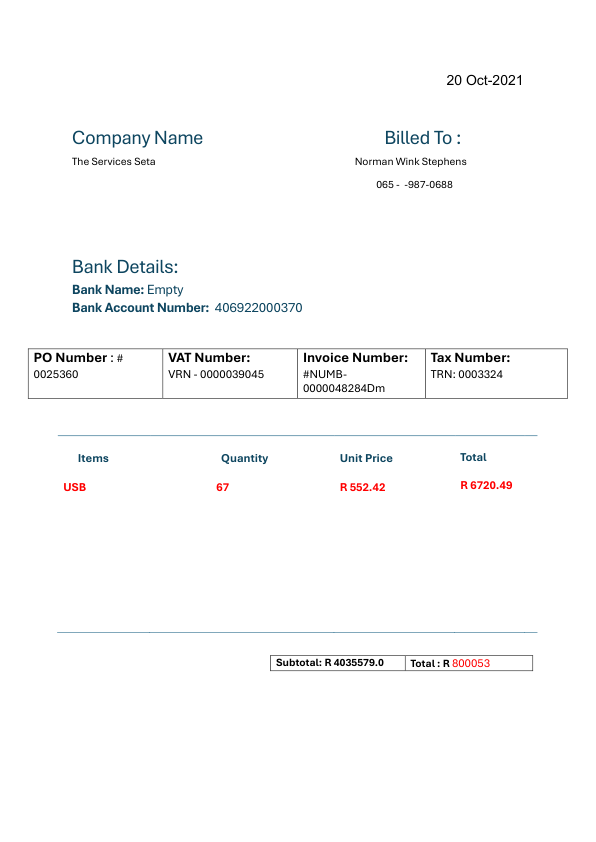 20 Oct-2021
Company Name
Billed To :
The Services Seta
Norman Wink Stephens
065 - -987-0688
Bank Details:
Bank Name: Empty
Bank Account Number: 406922000370
PO Number : #
0025360
VAT Number:
VRN - 0000039045
Invoice Number:
#NUMB-
0000048284Dm
Tax Number:
TRN: 0003324
Items Quantity Unit Price Total
USB 67 R 552.42 R 6720.49
Subtotal: R 4035579.0 Total : R 800053